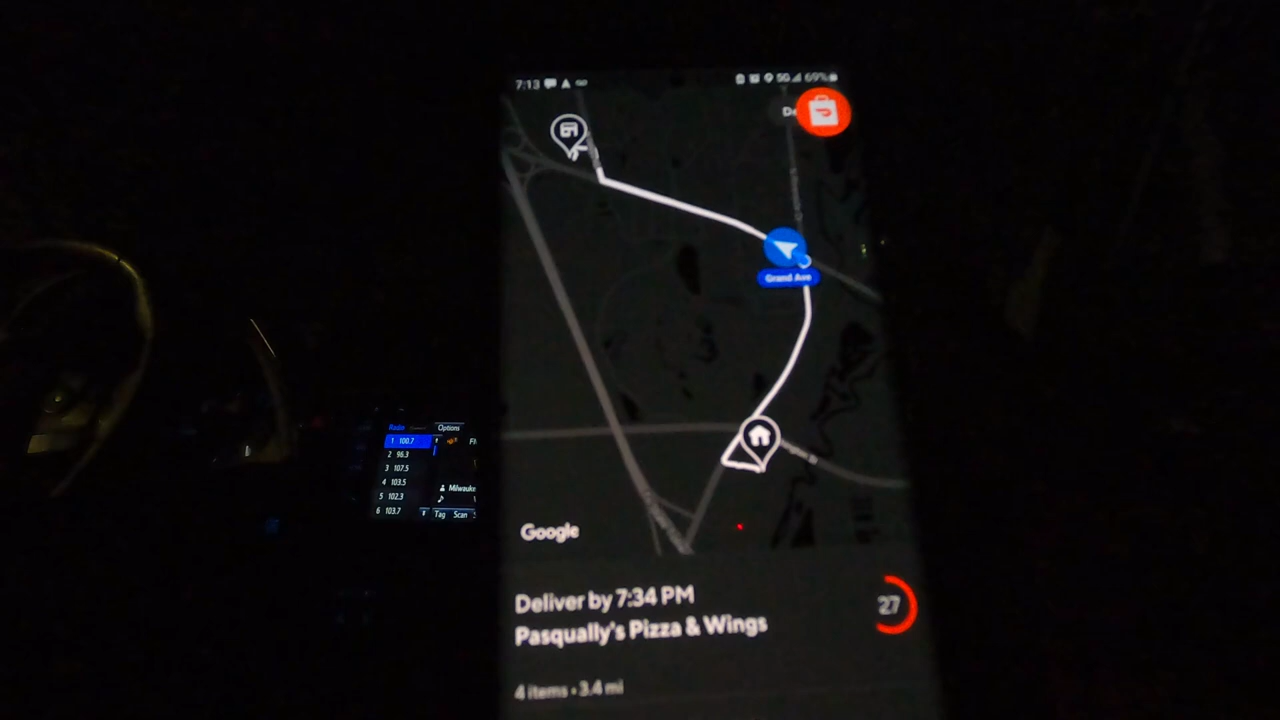 7:13
5G 69%
De
Grand Ave
Google
Deliver by 7:34 PM
27
Pasqually's Pizza & Wings
4 items • 3.4 mi
Radio
Options
1 100.7
2 96.3
3 107.5
4 103.5
5 102.3
6 103.7
Milwauk
Tag Scan